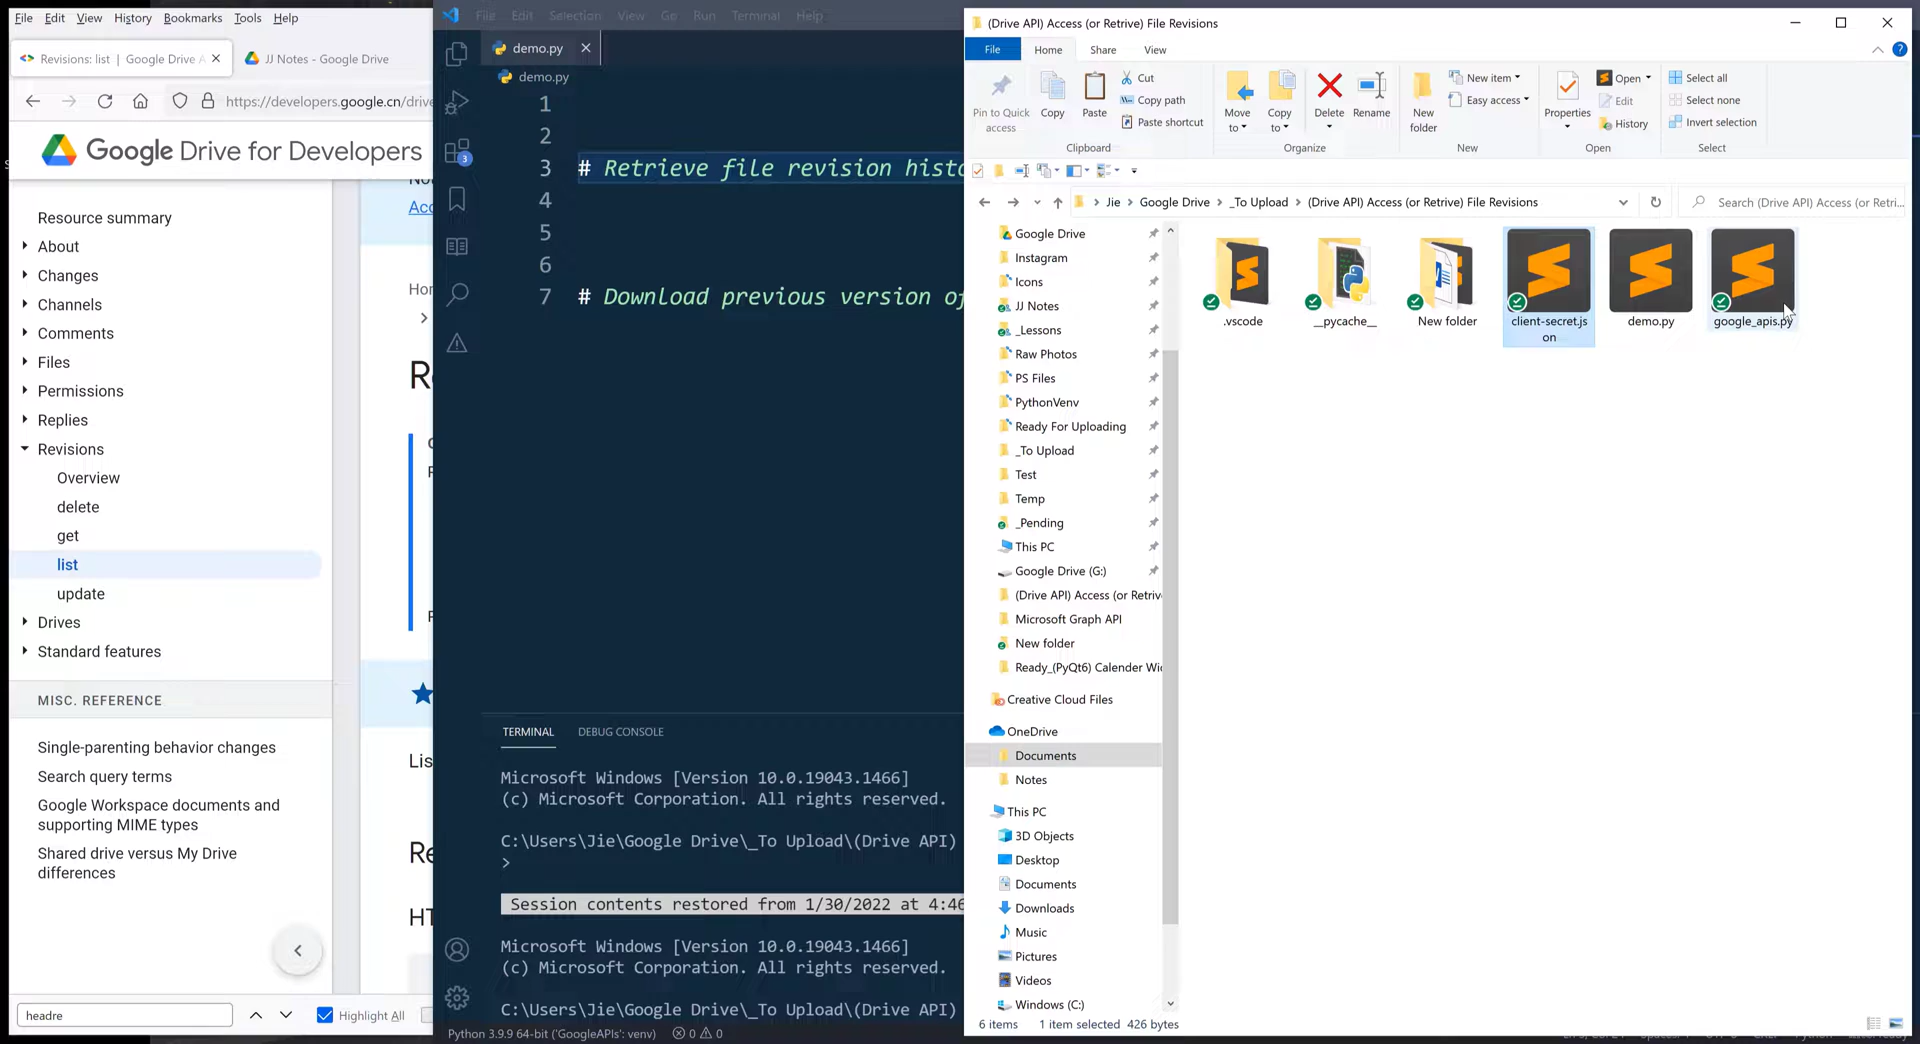 File Edit View History Bookmarks Tools Help
Revisions: list | Google Drive A
JJ Notes - Google Drive
https://developers.google.cn/drive
Google Drive for Developers
Resource summary
About
Changes
Channels
Comments
Files
Permissions
Replies
Revisions
Overview
delete
get
list
update
Drives
Standard features
MISC. REFERENCE
Single-parenting behavior changes
Search query terms
Google Workspace documents and
supporting MIME types
Shared drive versus My Drive
differences
headre
Highlight All
File Edit Selection View Go Run Terminal Help
demo.py
demo.py
3
1
2
3 # Retrieve file revision histo
4
5
6
7 # Download previous version of
TERMINAL DEBUG CONSOLE
Microsoft Windows [Version 10.0.19043.1466]
(c) Microsoft Corporation. All rights reserved.
C:\Users\Jie\Google Drive\_To Upload\(Drive API)
>
Session contents restored from 1/30/2022 at 4:46
Microsoft Windows [Version 10.0.19043.1466]
(c) Microsoft Corporation. All rights reserved.
C:\Users\Jie\Google Drive\_To Upload\(Drive API)
Python 3.9.9 64-bit ('GoogleAPIs': venv) 0 0
(Drive API) Access (or Retrive) File Revisions
File Home Share View
Pin to Quick
access
Copy
Paste
Cut
Copy path
Paste shortcut
Clipboard
Move
to
Copy
to
Delete
Rename
Organize
New
folder
New item
Easy access
New
Properties
Open
Edit
History
Open
Select all
Select none
Invert selection
Select
Jie > Google Drive > _To Upload > (Drive API) Access (or Retrive) File Revisions
Search (Drive API) Access (or Retri...
Google Drive
Instagram
Icons
JJ Notes
_Lessons
Raw Photos
PS Files
PythonVenv
Ready For Uploading
_To Upload
Test
Temp
_Pending
This PC
Google Drive (G:)
(Drive API) Access (or Retriv
Microsoft Graph API
New folder
Ready_(PyQt6) Calender Wi
Creative Cloud Files
OneDrive
Documents
Notes
This PC
3D Objects
Desktop
Documents
Downloads
Music
Pictures
Videos
Windows (C:)
.vscode
__pycache__
New folder
client-secret.js
on
demo.py
google_apis.py
6 items 1 item selected 426 bytes